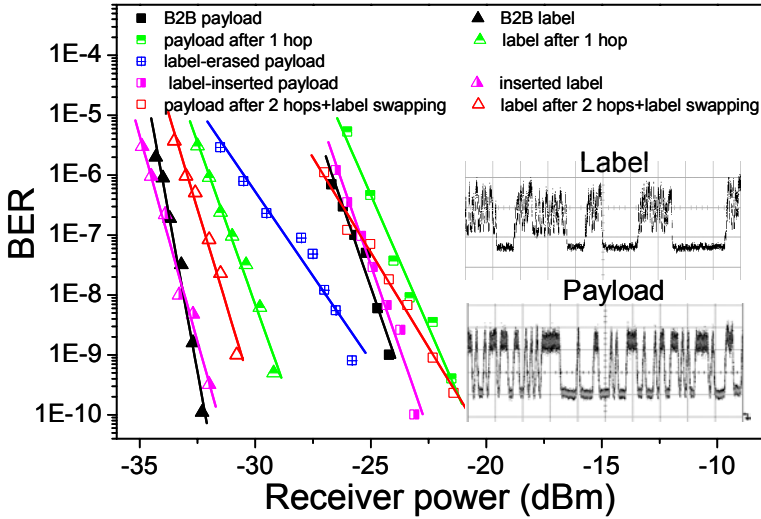 B2B payload B2B label
payload after 1 hop label after 1 hop
label-erased payload
label-inserted payload inserted label
payload after 2 hops+label swapping label after 2 hops+label swapping
1E-4
1E-5
1E-6
1E-7
1E-8
1E-9
1E-10
BER
Label
Payload
-35 -30 -25 -20 -15 -10
Receiver power (dBm)